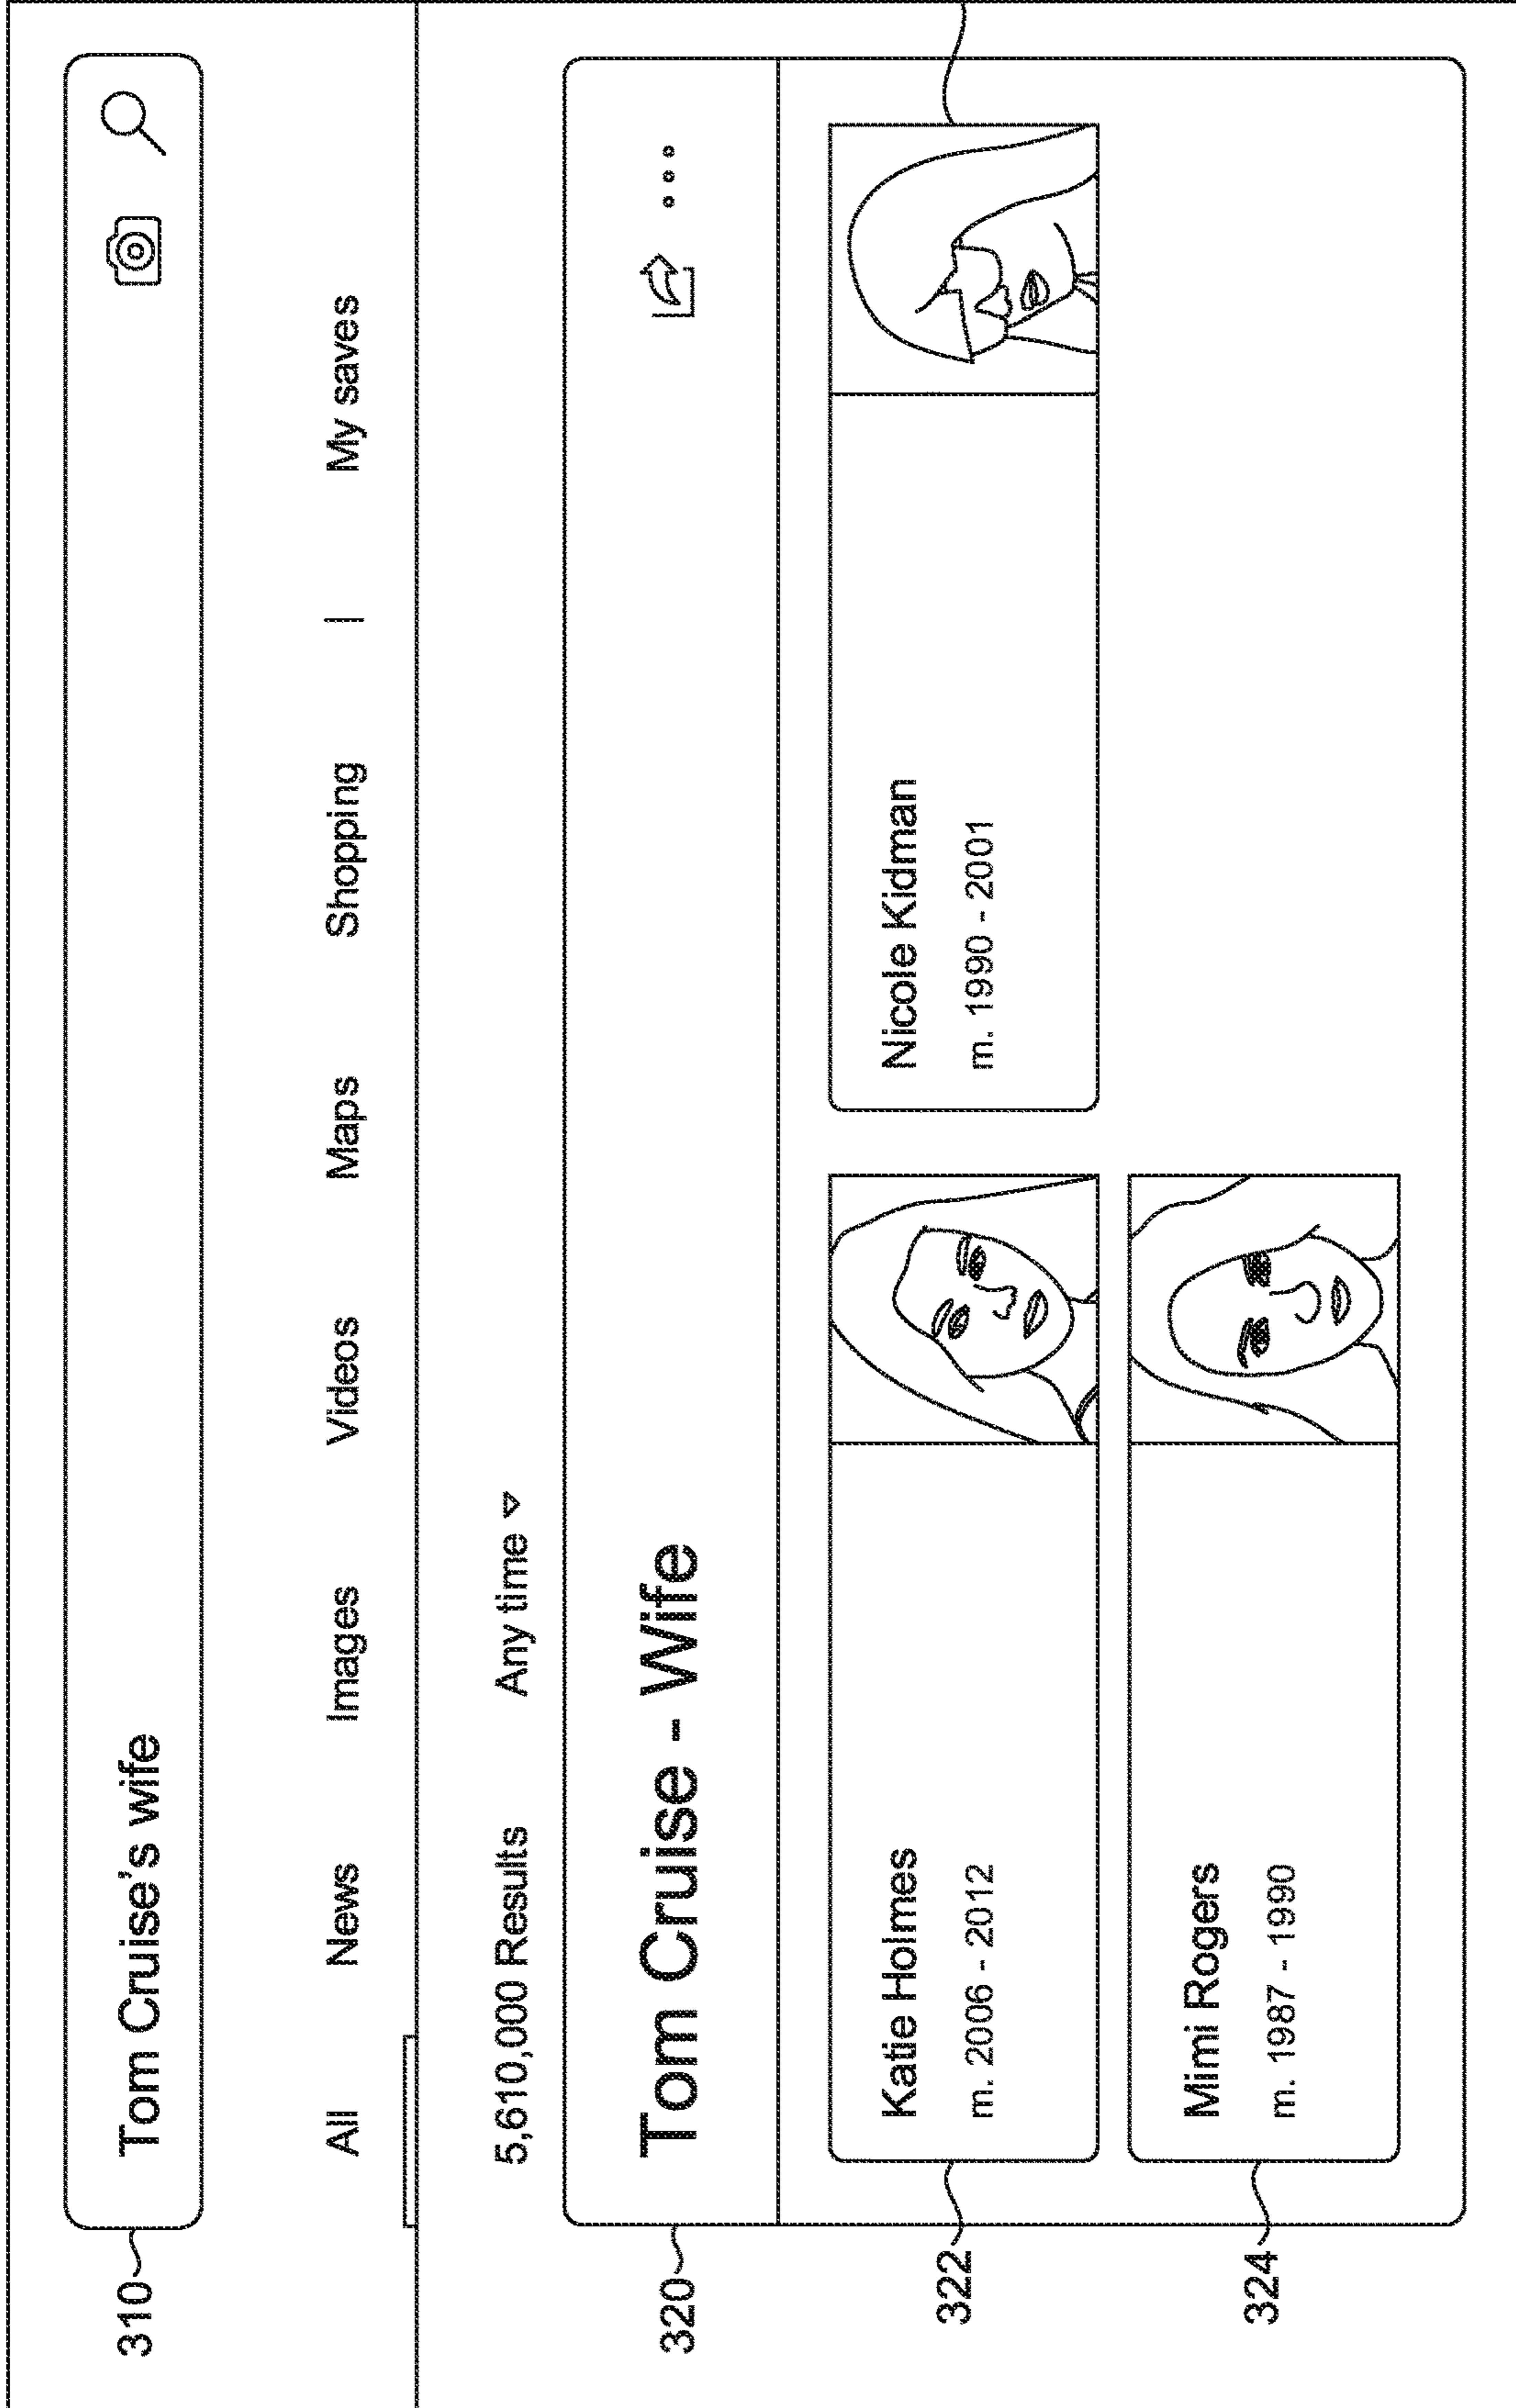 310
Tom Cruise's wife
All News Images Videos Maps Shopping | My saves
5,610,000 Results Any time
320
Tom Cruise - Wife
322
Katie Holmes
m. 2006 - 2012
Nicole Kidman
m. 1990 - 2001
324
Mimi Rogers
m. 1987 - 1990